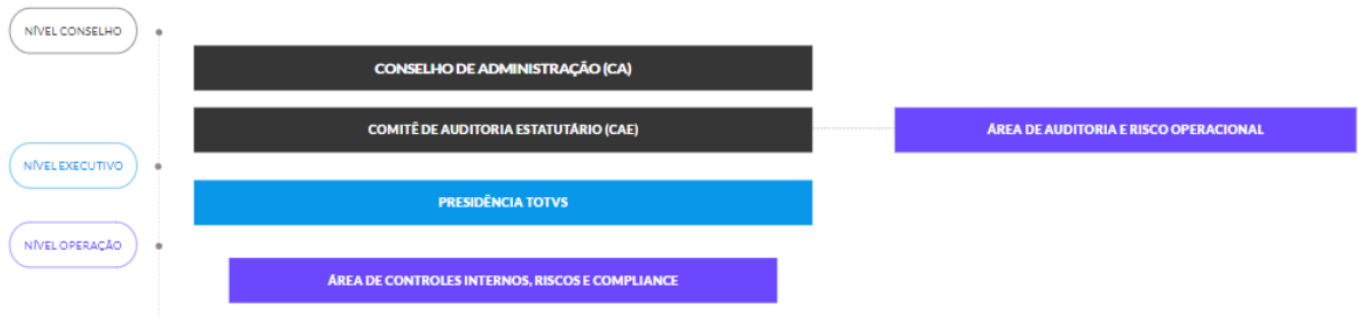 NÍVEL CONSELHO
CONSELHO DE ADMINISTRAÇÃO (CA)
COMITÊ DE AUDITORIA ESTATUTÁRIO (CAE)
ÁREA DE AUDITORIA E RISCO OPERACIONAL
NÍVEL EXECUTIVO
PRESIDÊNCIA TOTVS
NÍVEL OPERAÇÃO
ÁREA DE CONTROLES INTERNOS, RISCOS E COMPLIANCE